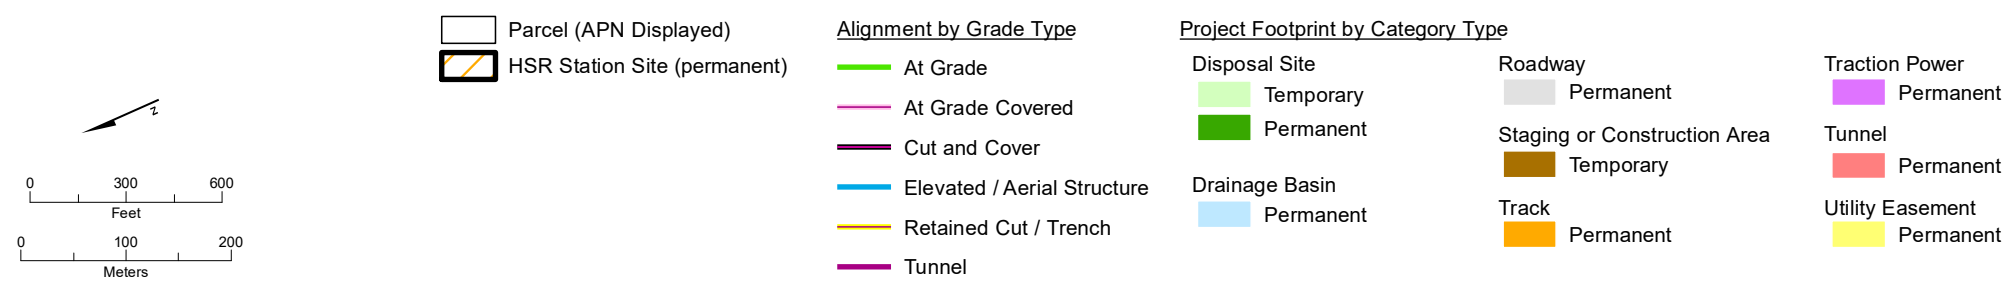 Z
0 300 600
Feet
0 100 200
Meters
Parcel (APN Displayed)
HSR Station Site (permanent)
Alignment by Grade Type
At Grade
At Grade Covered
Cut and Cover
Elevated / Aerial Structure
Retained Cut / Trench
Tunnel
Project Footprint by Category Type
Disposal Site
Temporary
Permanent
Drainage Basin
Permanent
Roadway
Permanent
Staging or Construction Area
Temporary
Track
Permanent
Traction Power
Permanent
Tunnel
Permanent
Utility Easement
Permanent